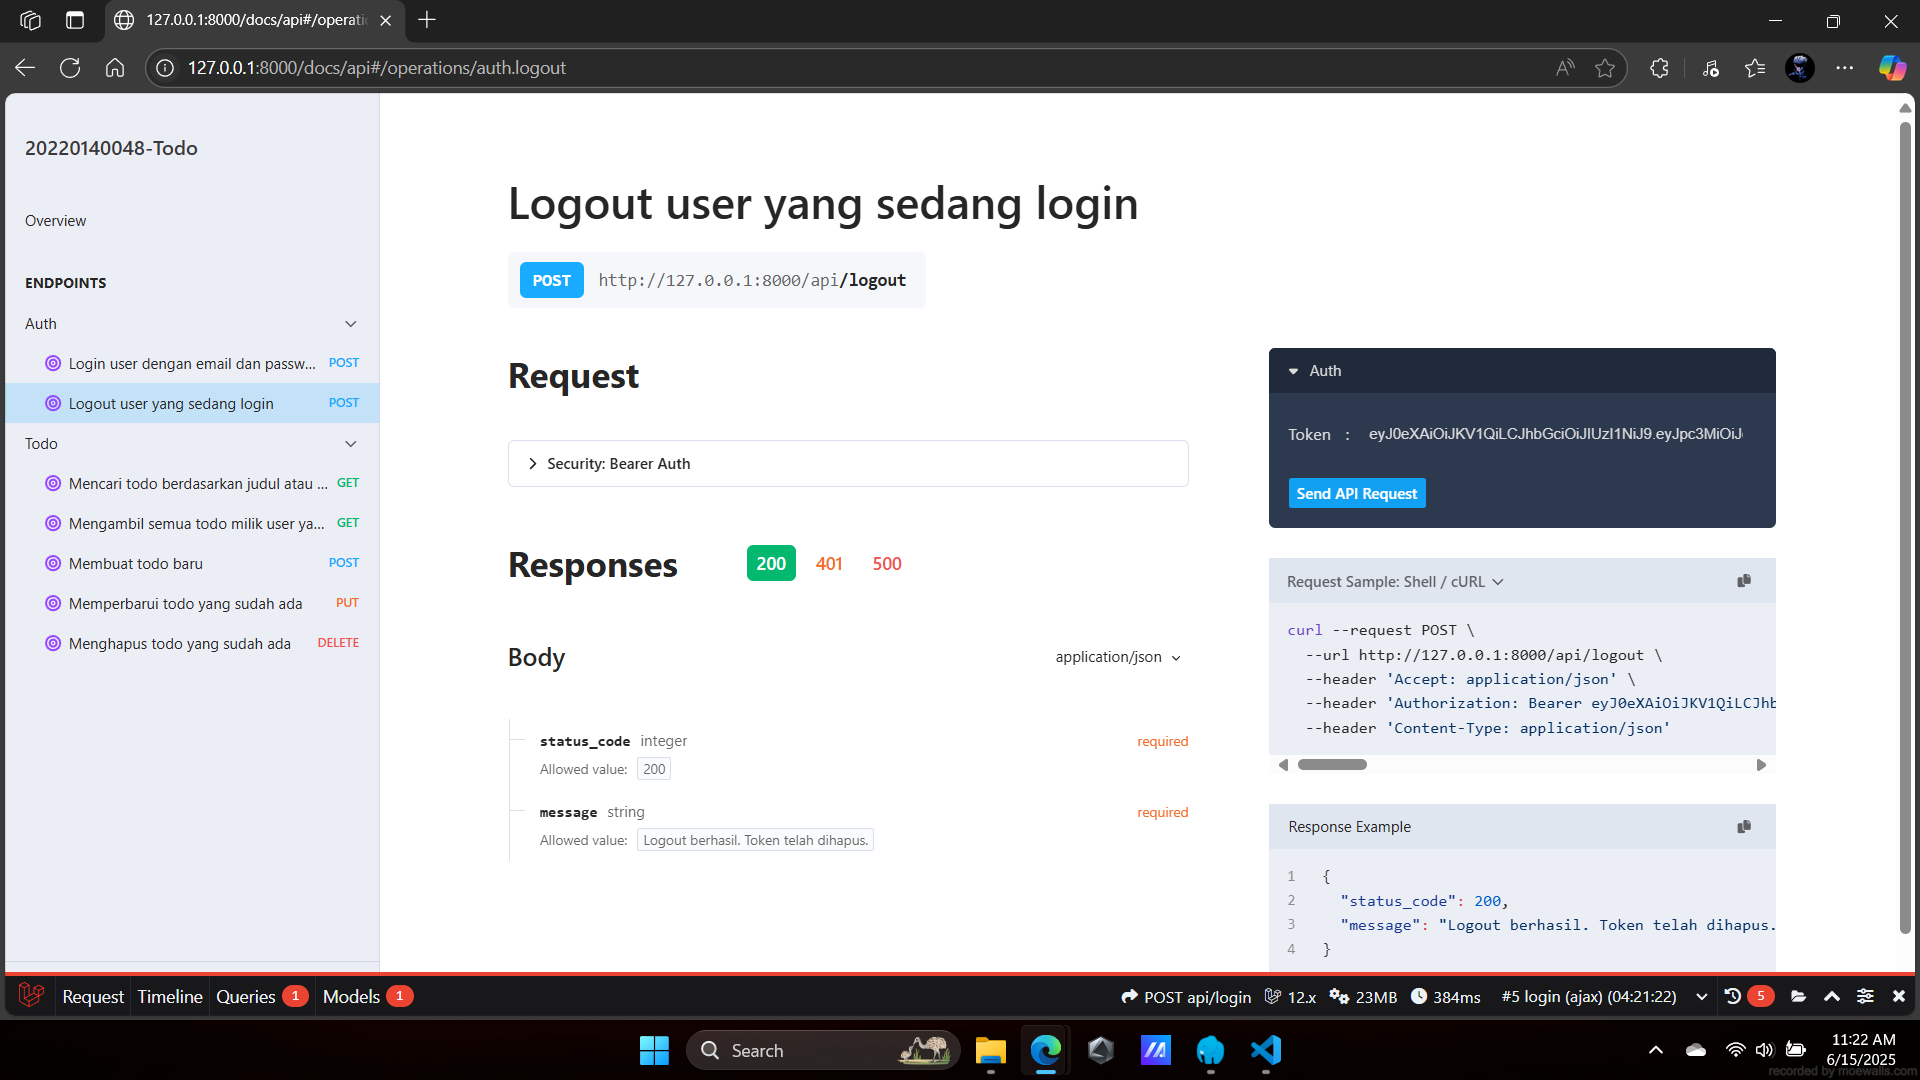 127.0.0.1:8000/docs/api#/operati
127.0.0.1:8000/docs/api#/operations/auth.logout
20220140048-Todo
Overview
ENDPOINTS
Auth
Login user dengan email dan passw... POST
Logout user yang sedang login POST
Todo
Mencari todo berdasarkan judul atau ... GET
Mengambil semua todo milik user ya... GET
Membuat todo baru POST
Memperbarui todo yang sudah ada PUT
Menghapus todo yang sudah ada DELETE
Logout user yang sedang login
POST http://127.0.0.1:8000/api/logout
Request
Security: Bearer Auth
Responses 200 401 500
Body application/json
status_code integer required
Allowed value: 200
message string required
Allowed value: Logout berhasil. Token telah dihapus.
Auth
Token : eyJ0eXAiOiJKV1QiLCJhbGciOiJIUzI1NiJ9.eyJpc3MiOiJ
Send API Request
Request Sample: Shell / cURL
curl --request POST \
--url http://127.0.0.1:8000/api/logout \
--header 'Accept: application/json' \
--header 'Authorization: Bearer eyJ0eXAiOiJKV1QiLCJhb
--header 'Content-Type: application/json'
Response Example
1 {
2 "status_code": 200,
3 "message": "Logout berhasil. Token telah dihapus.
4 }
Request Timeline Queries 1 Models 1 POST api/login 12.x 23MB 384ms #5 login (ajax) (04:21:22) 5
Search
11:22 AM
6/15/2025
recorded by moewalls.com